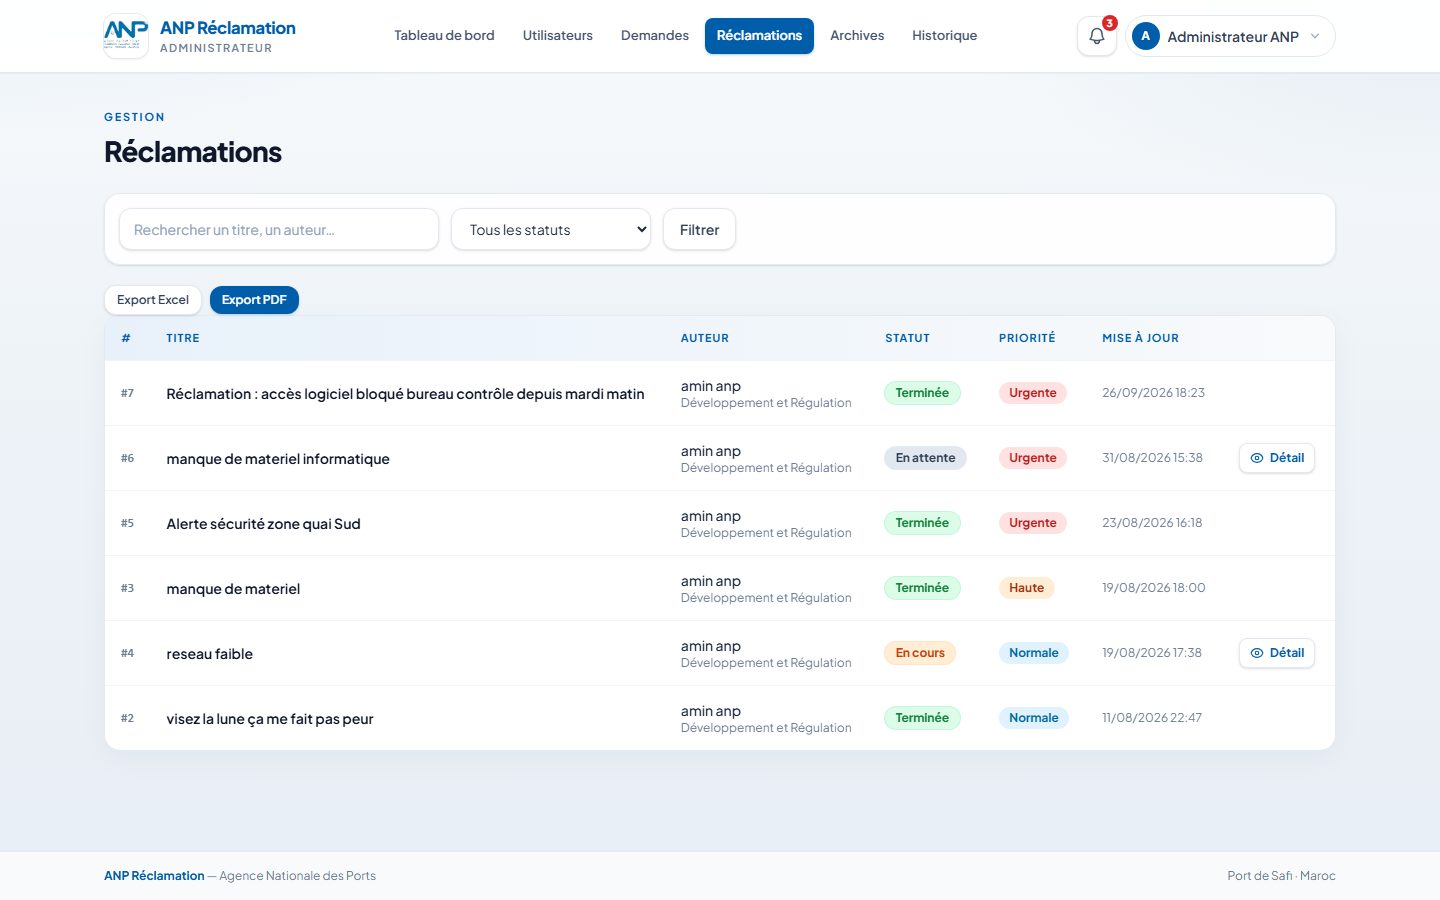 ANP
ANP Réclamation
ADMINISTRATEUR
Tableau de bord
Utilisateurs
Demandes
Réclamations
Archives
Historique
3
A
Administrateur ANP
GESTION
Réclamations
Rechercher un titre, un auteur...
Tous les statuts
Filtrer
Export Excel
Export PDF
# TITRE AUTEUR STATUT PRIORITÉ MISE À JOUR
#7 Réclamation : accès logiciel bloqué bureau contrôle depuis mardi matin amin anp Terminée Urgente 26/09/2026 18:23
Développement et Régulation
#6 manque de materiel informatique amin anp En attente Urgente 31/08/2026 15:38 Détail
Développement et Régulation
#5 Alerte sécurité zone quai Sud amin anp Terminée Urgente 23/08/2026 16:18
Développement et Régulation
#3 manque de materiel amin anp Terminée Haute 19/08/2026 18:00
Développement et Régulation
#4 reseau faible amin anp En cours Normale 19/08/2026 17:38 Détail
Développement et Régulation
#2 visez la lune ça me fait pas peur amin anp Terminée Normale 11/08/2026 22:47
Développement et Régulation
ANP Réclamation — Agence Nationale des Ports
Port de Safi · Maroc